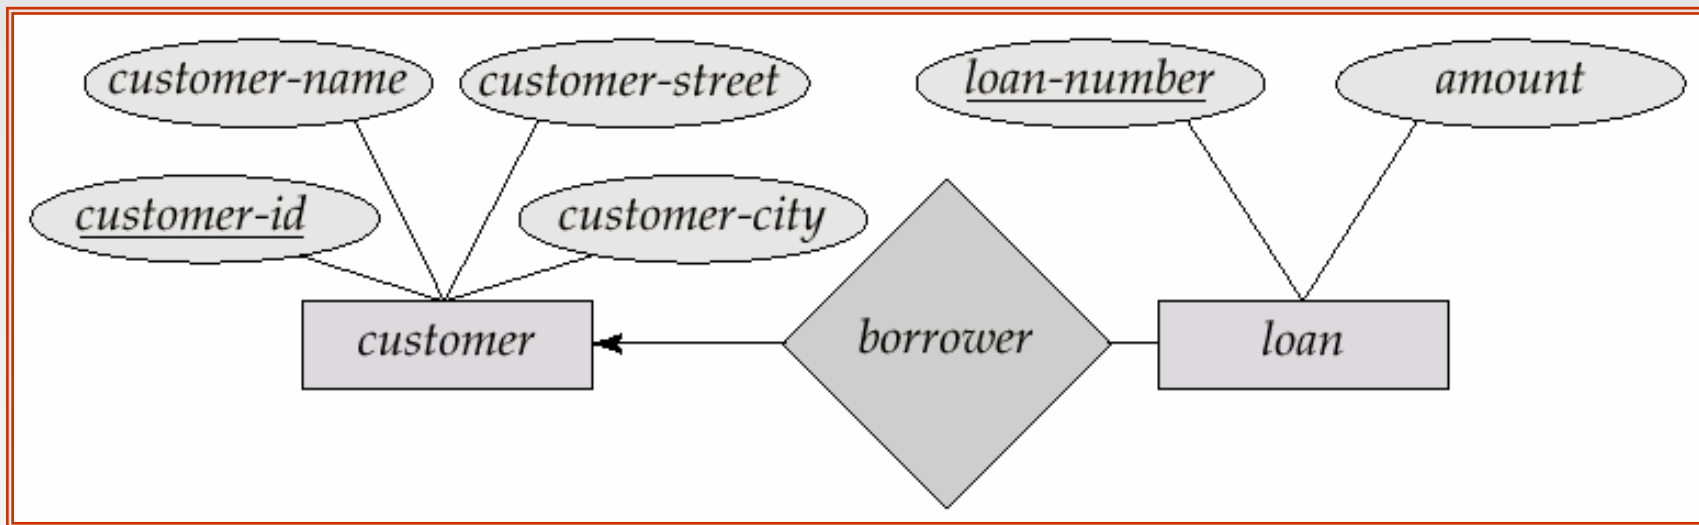 customer-name
customer-street
loan-number
amount
customer-id
customer-city
customer
borrower
loan